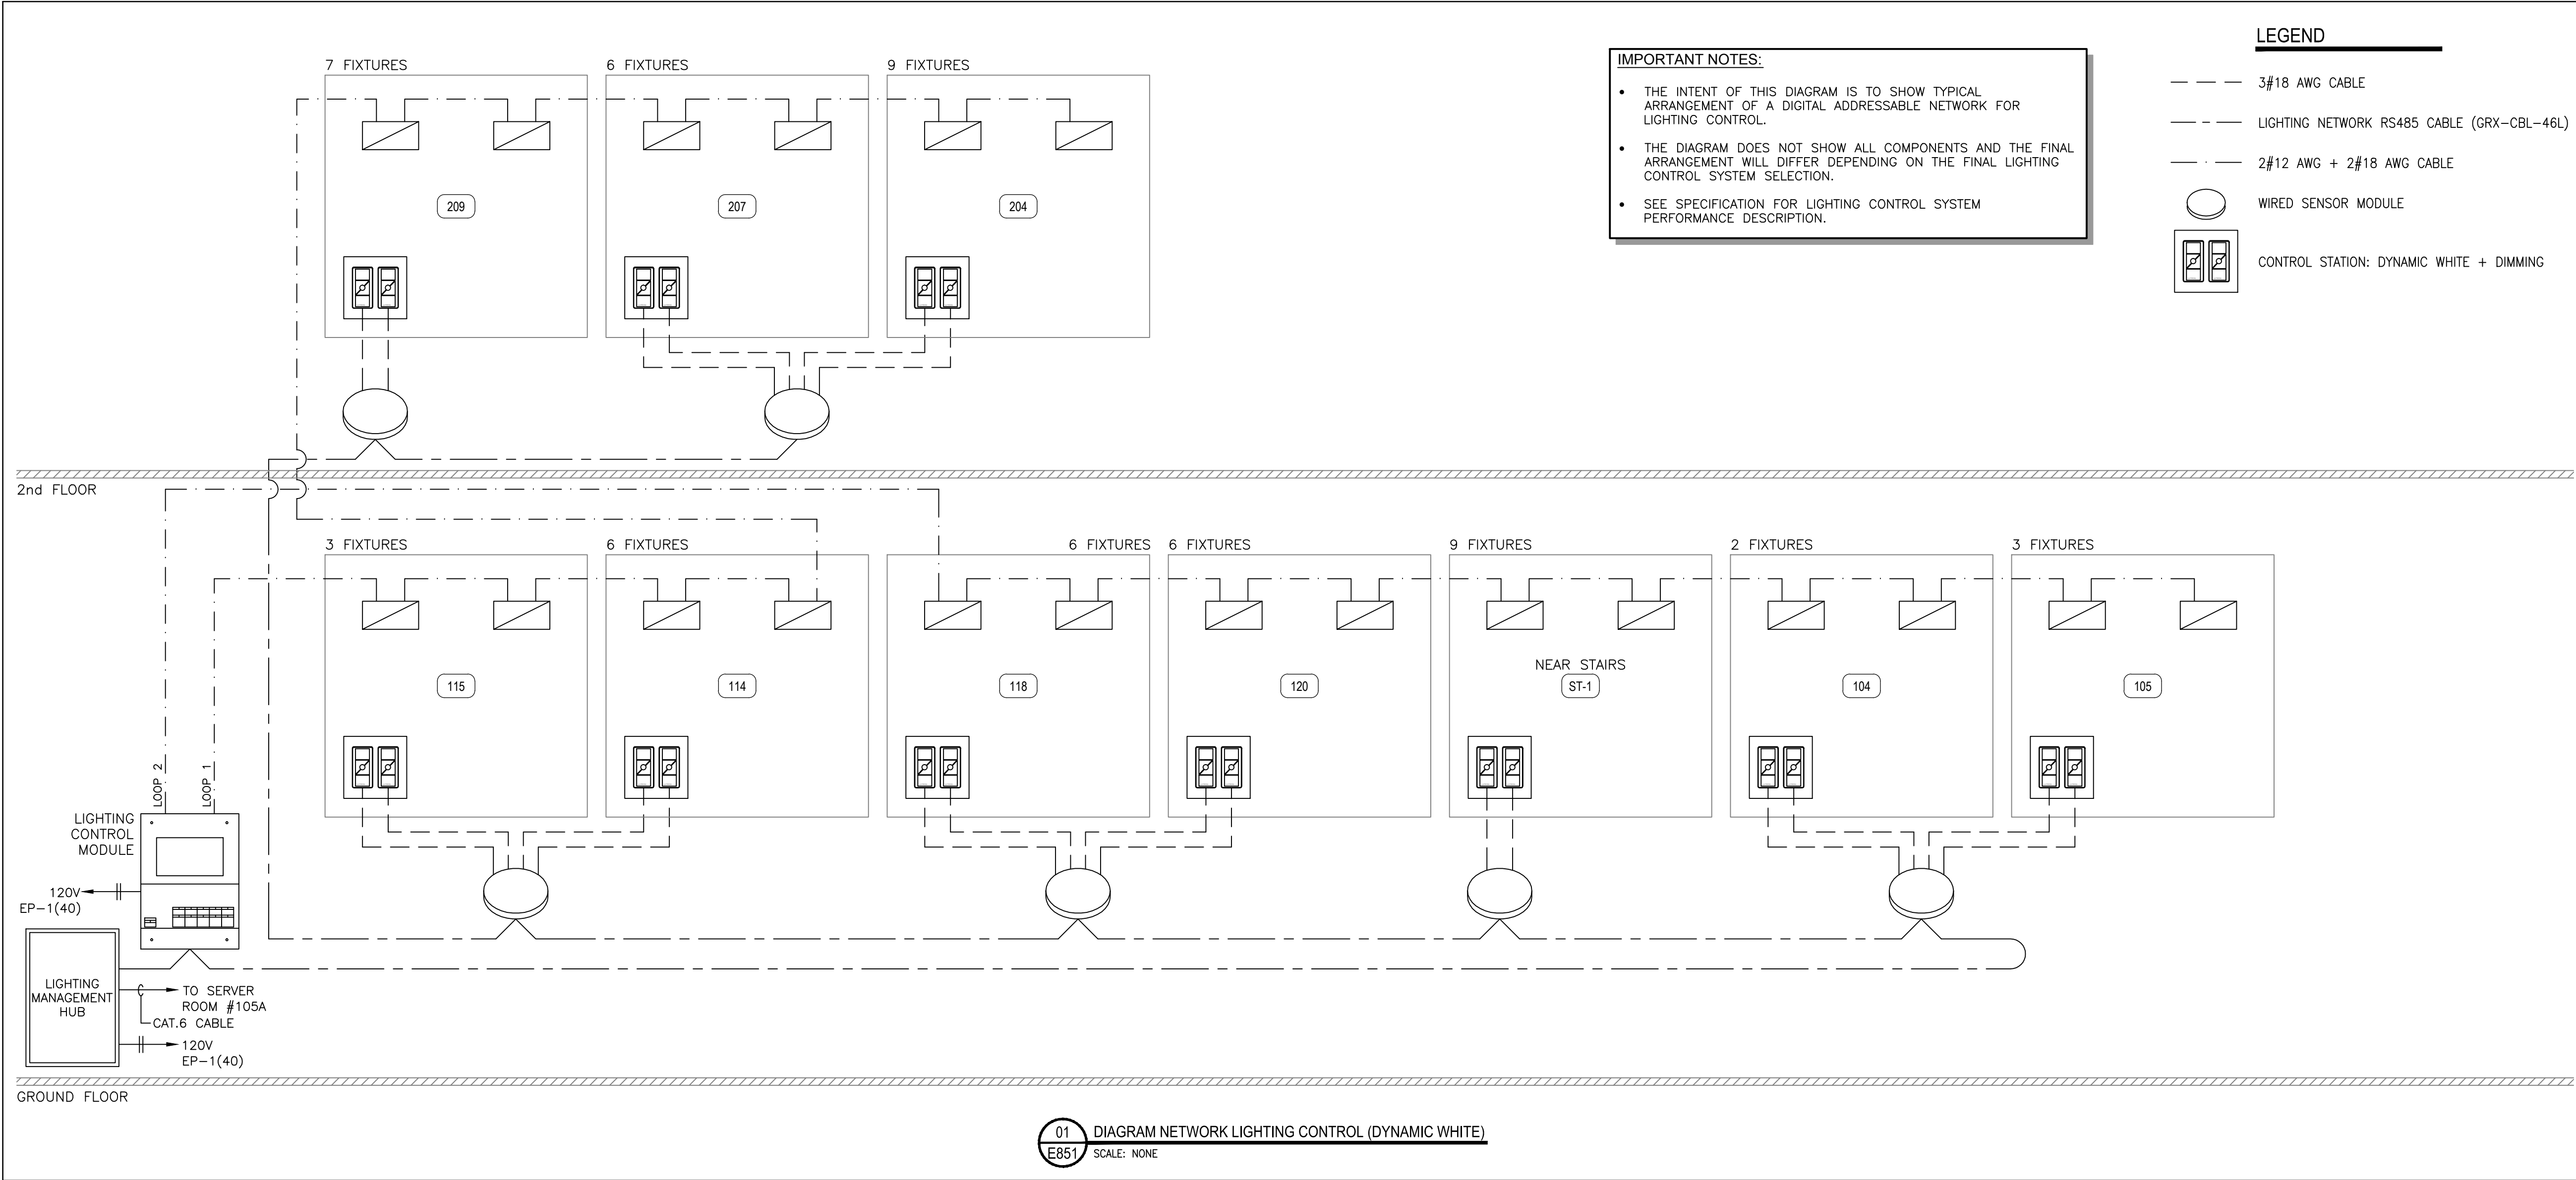 LEGEND
3#18 AWG CABLE
LIGHTING NETWORK RS485 CABLE (GRX-CBL-46L)
2#12 AWG + 2#18 AWG CABLE
WIRED SENSOR MODULE
CONTROL STATION: DYNAMIC WHITE + DIMMING
IMPORTANT NOTES:
• THE INTENT OF THIS DIAGRAM IS TO SHOW TYPICAL
ARRANGEMENT OF A DIGITAL ADDRESSABLE NETWORK FOR
LIGHTING CONTROL.
• THE DIAGRAM DOES NOT SHOW ALL COMPONENTS AND THE FINAL
ARRANGEMENT WILL DIFFER DEPENDING ON THE FINAL LIGHTING
CONTROL SYSTEM SELECTION.
• SEE SPECIFICATION FOR LIGHTING CONTROL SYSTEM
PERFORMANCE DESCRIPTION.
7 FIXTURES
6 FIXTURES
9 FIXTURES
209
207
204
2nd FLOOR
3 FIXTURES
6 FIXTURES
6 FIXTURES
6 FIXTURES
9 FIXTURES
2 FIXTURES
3 FIXTURES
115
114
118
120
NEAR STAIRS
ST-1
104
105
LOOP 2
LOOP 1
LIGHTING
CONTROL
MODULE
120V
EP-1(40)
LIGHTING
MANAGEMENT
HUB
TO SERVER
ROOM #105A
CAT.6 CABLE
120V
EP-1(40)
GROUND FLOOR
01
E851
DIAGRAM NETWORK LIGHTING CONTROL (DYNAMIC WHITE)
SCALE: NONE